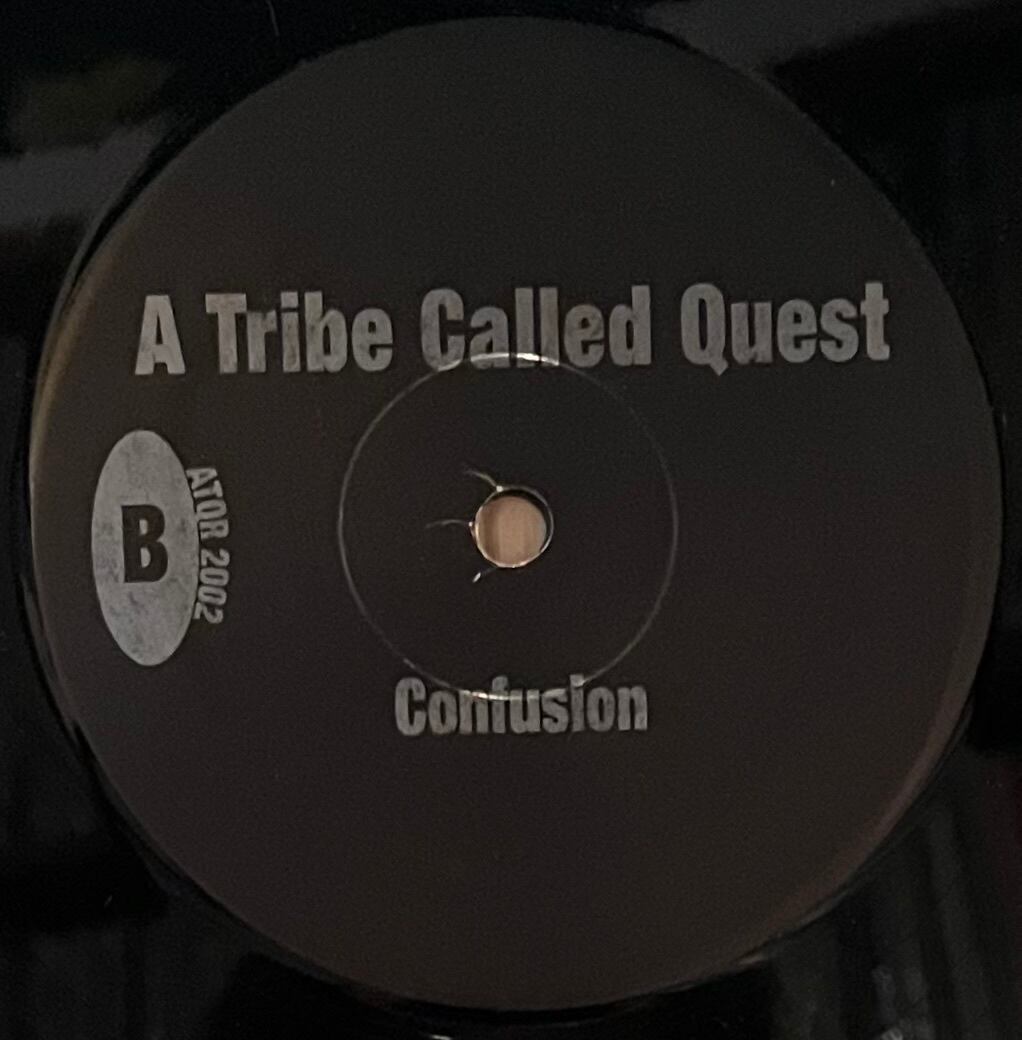 A Tribe Called Quest
B
ATQR 2002
Confusion